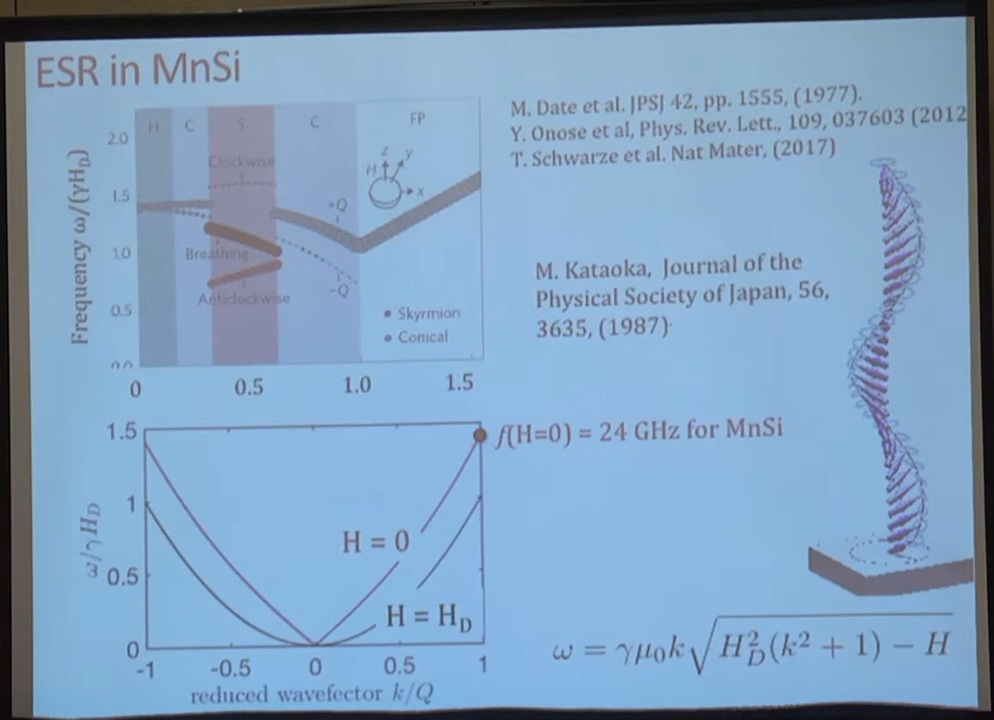 ESR in MnSi
M. Date et al. JPSJ 42, pp. 1555, (1977).
Y. Onose et al, Phys. Rev. Lett., 109, 037603 (2012
T. Schwarze et al. Nat Mater, (2017)
H C S C FP
Frequency ω/(γH_D)
2.0
1.5
1.0
0.5
0.0
Clockwise
Breathing
Anticlockwise
+Q
-Q
z
y
H
x
Skyrmion
Conical
0 0.5 1.0 1.5
M. Kataoka, Journal of the
Physical Society of Japan, 56,
3635, (1987)
ω/γH_D
1.5
1
0.5
0
f(H=0) = 24 GHz for MnSi
H = 0
H = H_D
-1 -0.5 0 0.5 1
reduced wavefector k/Q
ω = γμ₀k√(H_D²(k² + 1) − H